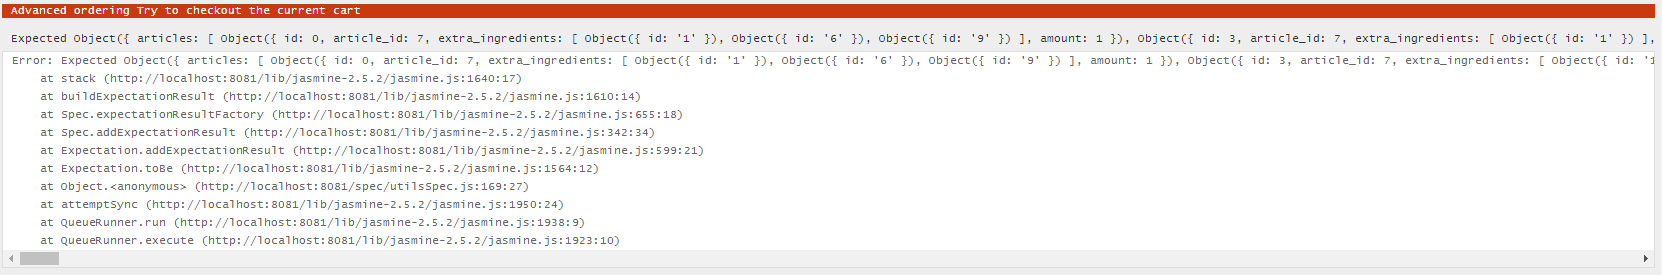 Advanced ordering Try to checkout the current cart
Expected Object({ articles: [ Object({ id: 0, article_id: 7, extra_ingredients: [ Object({ id: '1' }), Object({ id: '6' }), Object({ id: '9' }) ], amount: 1 }), Object({ id: 3, article_id: 7, extra_ingredients: [ Object({ id: '1' }) ],
Error: Expected Object({ articles: [ Object({ id: 0, article_id: 7, extra_ingredients: [ Object({ id: '1' }), Object({ id: '6' }), Object({ id: '9' }) ], amount: 1 }), Object({ id: 3, article_id: 7, extra_ingredients: [ Object({ id: '1
at stack (http://localhost:8081/lib/jasmine-2.5.2/jasmine.js:1640:17)
at buildExpectationResult (http://localhost:8081/lib/jasmine-2.5.2/jasmine.js:1610:14)
at Spec.expectationResultFactory (http://localhost:8081/lib/jasmine-2.5.2/jasmine.js:655:18)
at Spec.addExpectationResult (http://localhost:8081/lib/jasmine-2.5.2/jasmine.js:342:34)
at Expectation.addExpectationResult (http://localhost:8081/lib/jasmine-2.5.2/jasmine.js:599:21)
at Expectation.toBe (http://localhost:8081/lib/jasmine-2.5.2/jasmine.js:1564:12)
at Object.<anonymous> (http://localhost:8081/spec/utilsSpec.js:169:27)
at attemptSync (http://localhost:8081/lib/jasmine-2.5.2/jasmine.js:1950:24)
at QueueRunner.run (http://localhost:8081/lib/jasmine-2.5.2/jasmine.js:1938:9)
at QueueRunner.execute (http://localhost:8081/lib/jasmine-2.5.2/jasmine.js:1923:10)